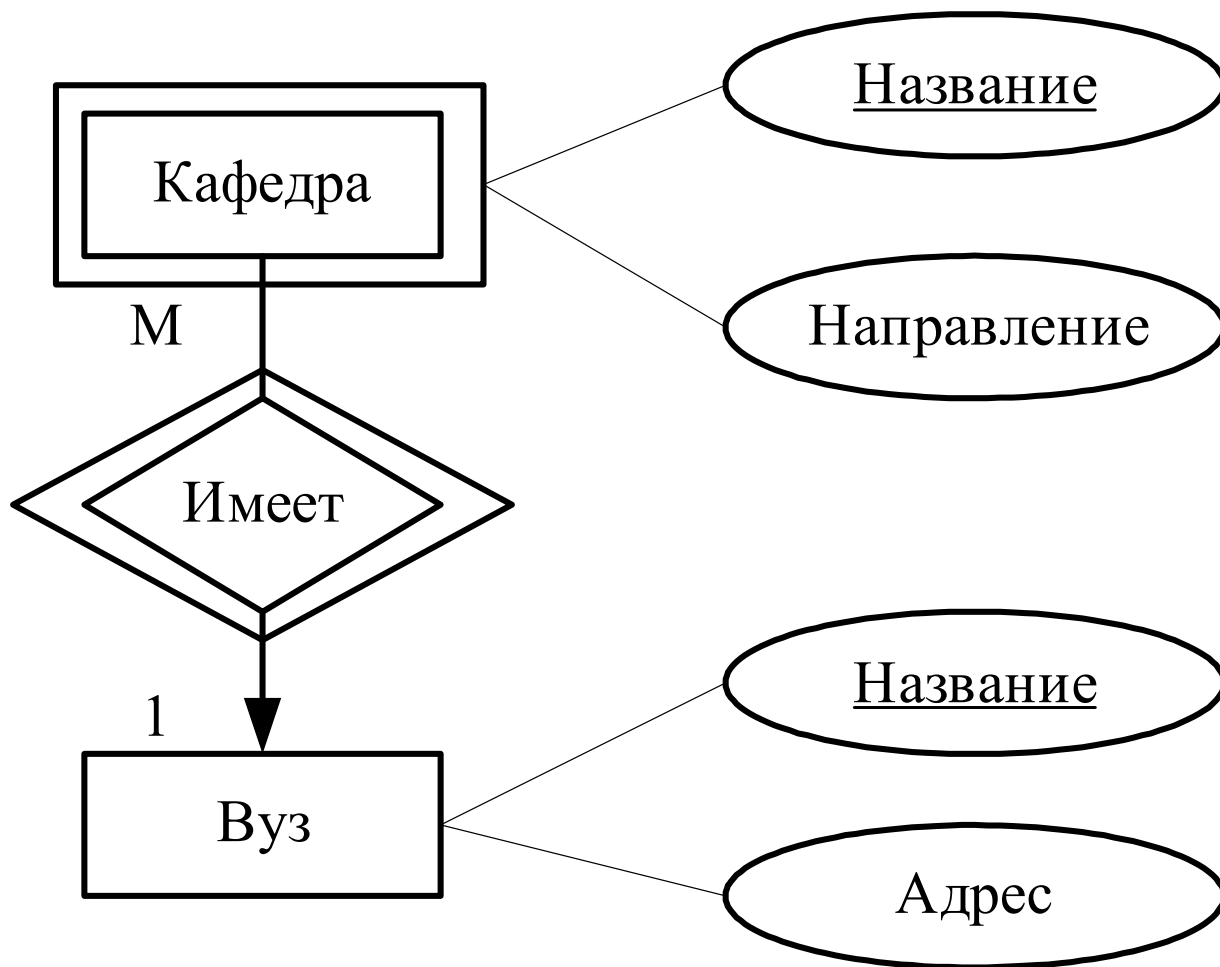 Название
Кафедра
М
Направление
Имеет
1
Название
Вуз
Адрес